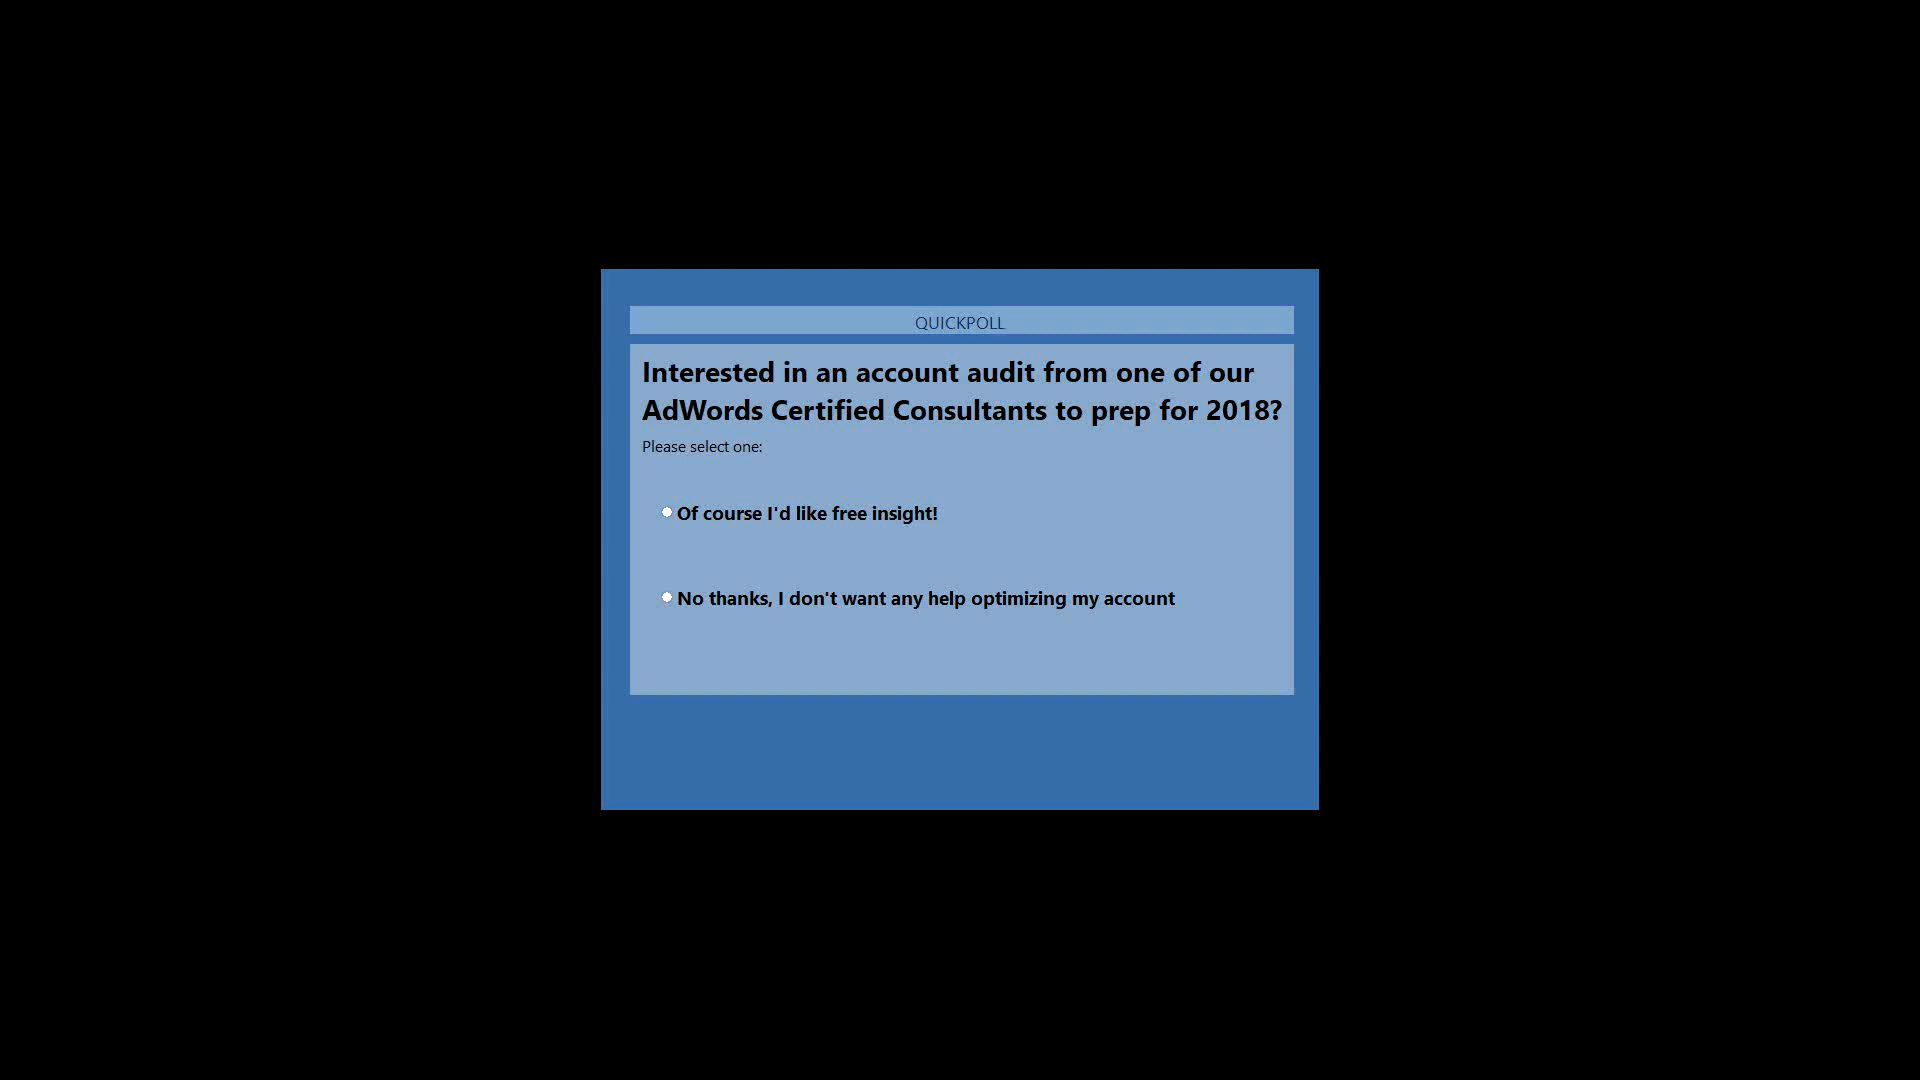 QUICKPOLL
Interested in an account audit from one of our
AdWords Certified Consultants to prep for 2018?
Please select one:
Of course I'd like free insight!
No thanks, I don't want any help optimizing my account